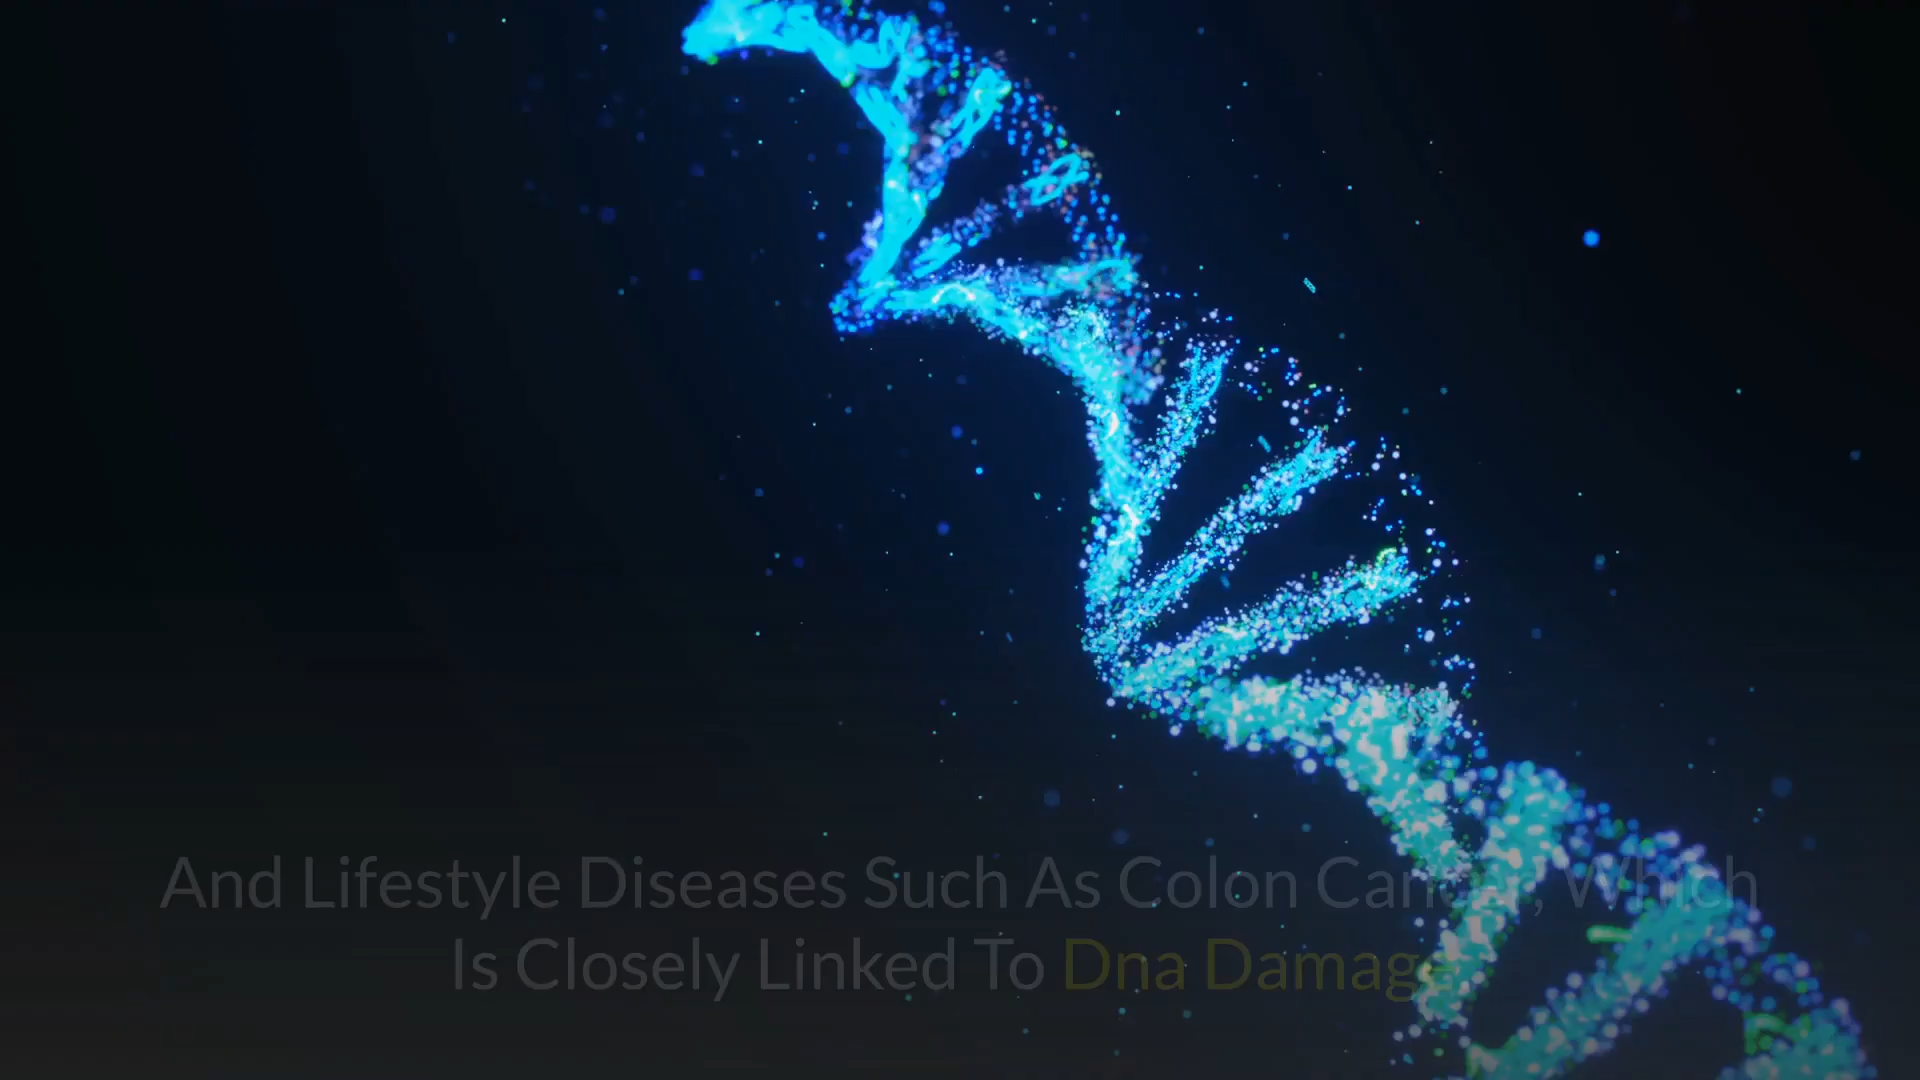 And Lifestyle Diseases Such As Colon Cancer, Which
Is Closely Linked To Dna Damage